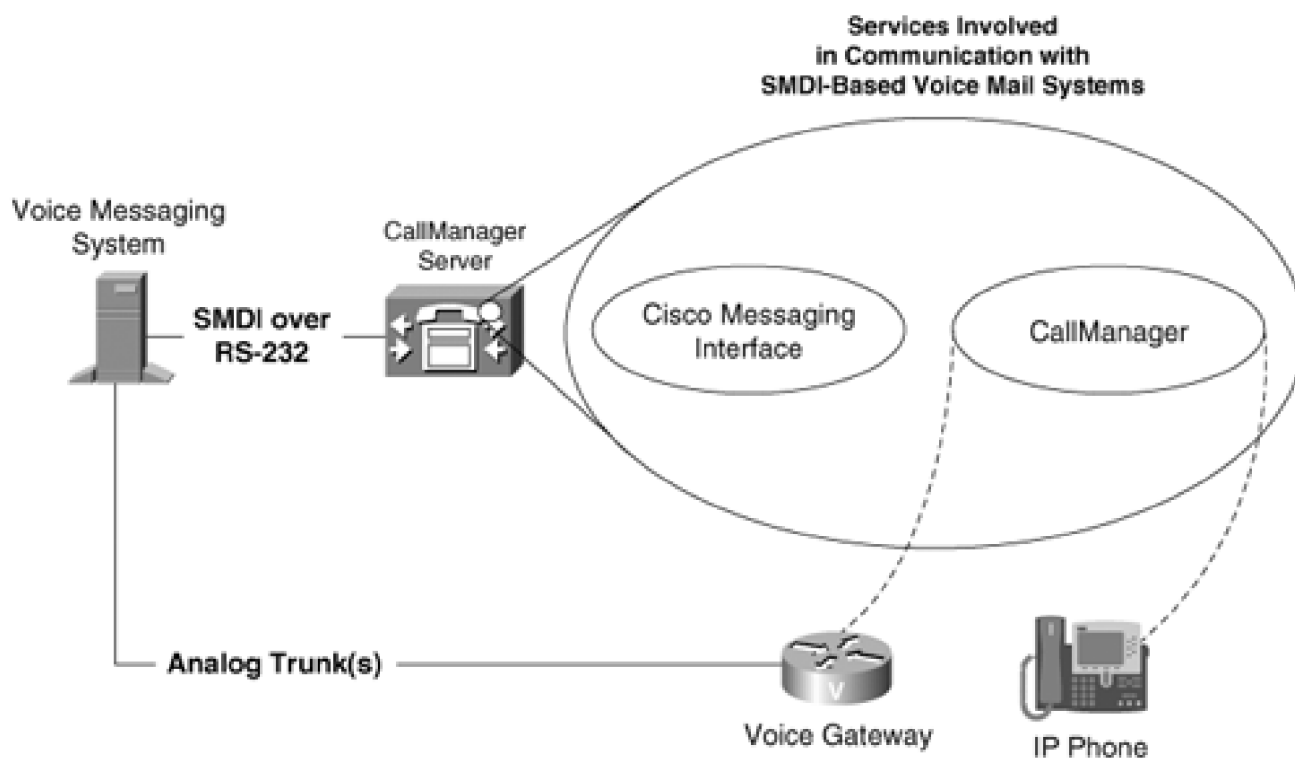 Services Involved
in Communication with
SMDI-Based Voice Mail Systems
Voice Messaging
System
CallManager
Server
SMDI over
RS-232
Cisco Messaging
Interface
CallManager
Analog Trunk(s)
V
Voice Gateway
IP Phone